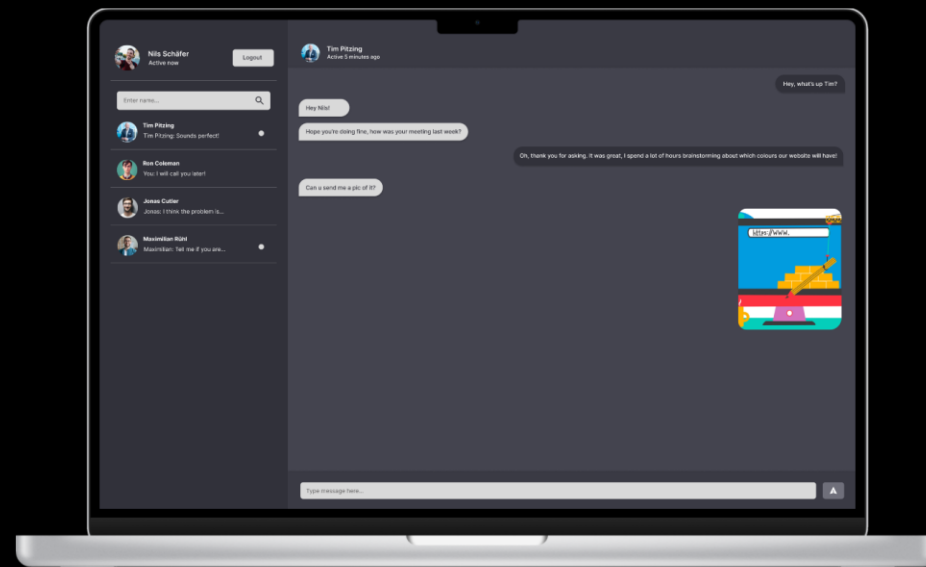 Nils Schäfer
Active now
Logout
Enter name...
Tim Pitzing
Tim Pitzing: Sounds perfect!
Ron Coleman
You: I will call you later!
Jonas Cutler
Jonas: I think the problem is...
Maximilian Rühl
Maximilian: Tell me if you are...
Tim Pitzing
Active 5 minutes ago
Hey, what's up Tim?
Hey Nils!
Hope you're doing fine, how was your meeting last week?
Oh, thank you for asking. It was great, I spend a lot of hours brainstorming about which colours our website will have!
Can u send me a pic of it?
https://www.
Type message here...